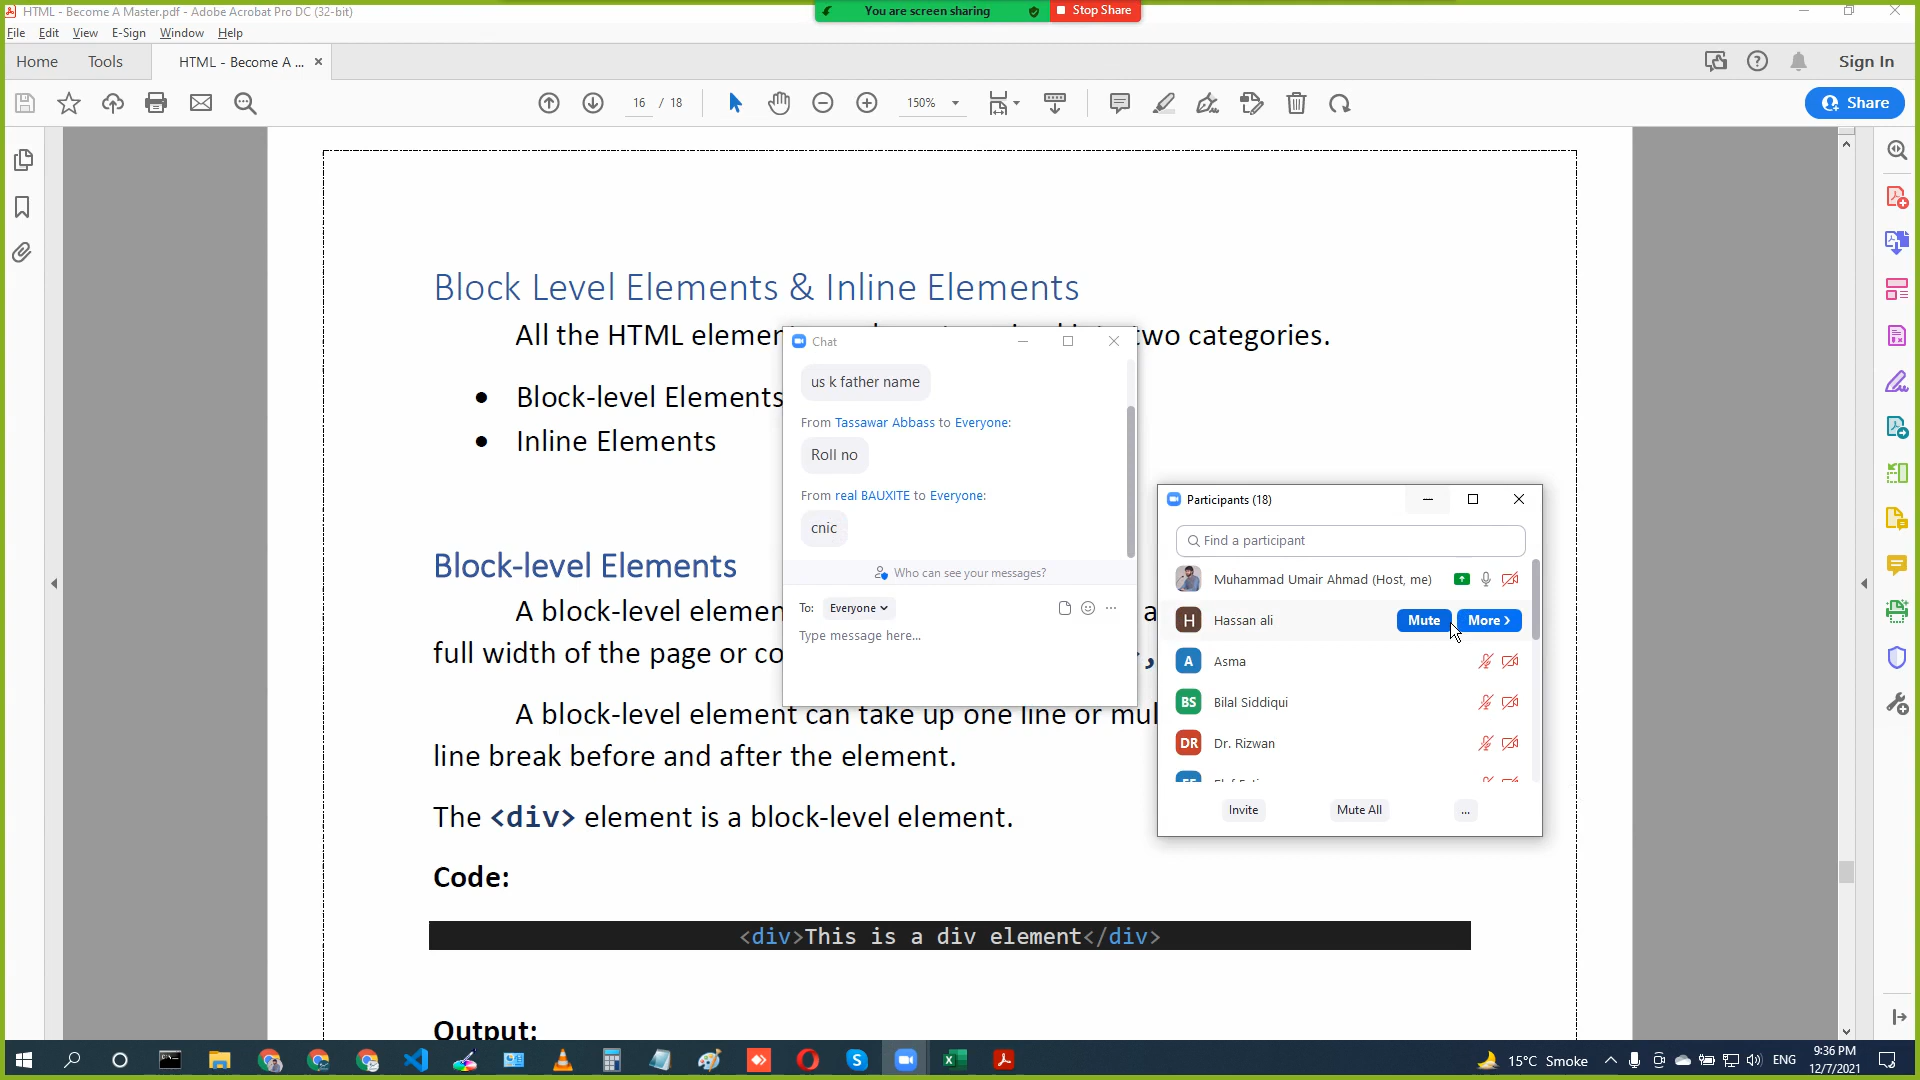 HTML - Become A Master.pdf - Adobe Acrobat Pro DC (32-bit)
You are screen sharing
Stop Share
File Edit View E-Sign Window Help
Home Tools HTML - Become A ... ×
Sign In
16 / 18
150%
Share
Block Level Elements & Inline Elements
All the HTML elemen
two categories.
• Block-level Elements
• Inline Elements
Block-level Elements
A block-level elemen
a
full width of the page or co
,
A block-level element can take up one line or mul
line break before and after the element.
The <div> element is a block-level element.
Code:
<div>This is a div element</div>
Output:
Chat
us k father name
From Tassawar Abbass to Everyone:
Roll no
From real BAUXITE to Everyone:
cnic
Who can see your messages?
To: Everyone
Type message here...
Participants (18)
Find a participant
Muhammad Umair Ahmad (Host, me)
H Hassan ali Mute More
A Asma
BS Bilal Siddiqui
DR Dr. Rizwan
Invite Mute All ...
15°C Smoke
ENG
9:36 PM
12/7/2021